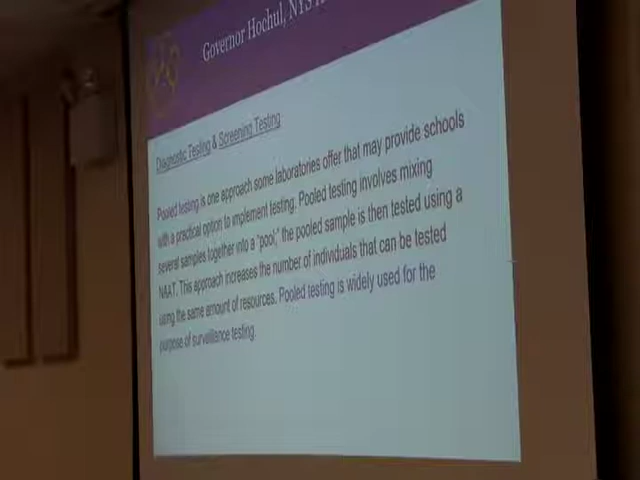 Governor Hochul, NYS
Diagnostic Testing & Screening Testing
Pooled testing is one approach some laboratories offer that may provide schools
with a practical option to implement testing. Pooled testing involves mixing
several samples together into a "pool," the pooled sample is then tested using a
NAAT. This approach increases the number of individuals that can be tested
using the same amount of resources. Pooled testing is widely used for the
purpose of surveillance testing.